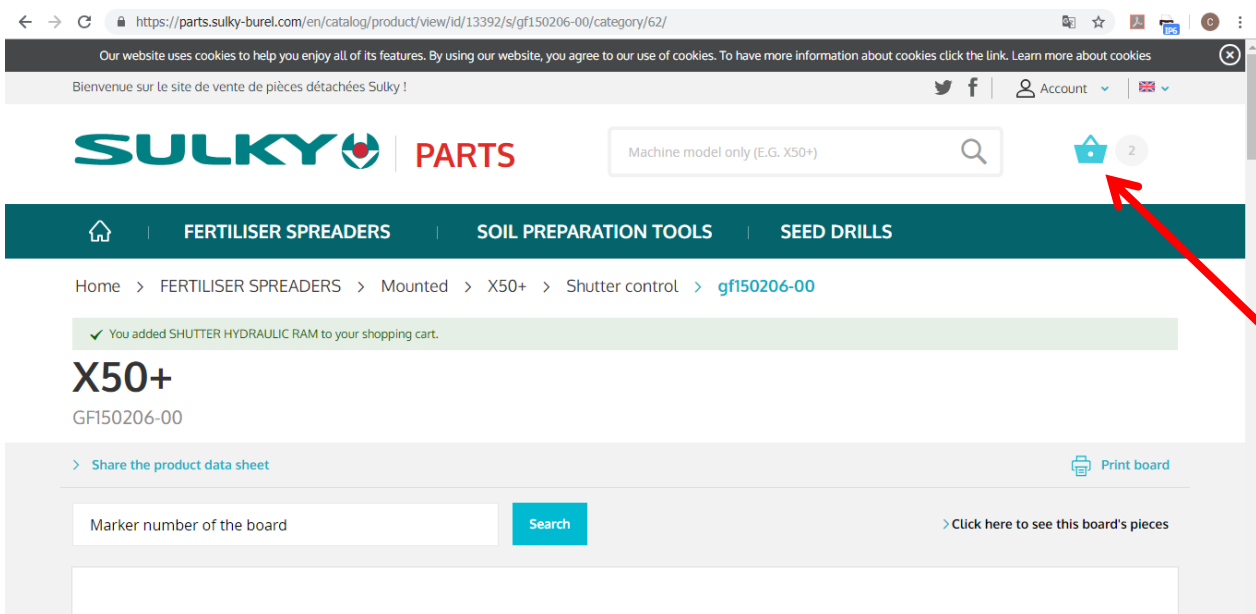 https://parts.sulky-burel.com/en/catalog/product/view/id/13392/s/gf150206-00/category/62/
C
IP6
Our website uses cookies to help you enjoy all of its features. By using our website, you agree to our use of cookies. To have more information about cookies click the link. Learn more about cookies
Bienvenue sur le site de vente de pièces détachées Sulky !
Account
SULKY PARTS
Machine model only (E.G. X50+)
2
FERTILISER SPREADERS | SOIL PREPARATION TOOLS | SEED DRILLS
Home > FERTILISER SPREADERS > Mounted > X50+ > Shutter control > gf150206-00
You added SHUTTER HYDRAULIC RAM to your shopping cart.
X50+
GF150206-00
> Share the product data sheet
Print board
Marker number of the board
Search
> Click here to see this board's pieces